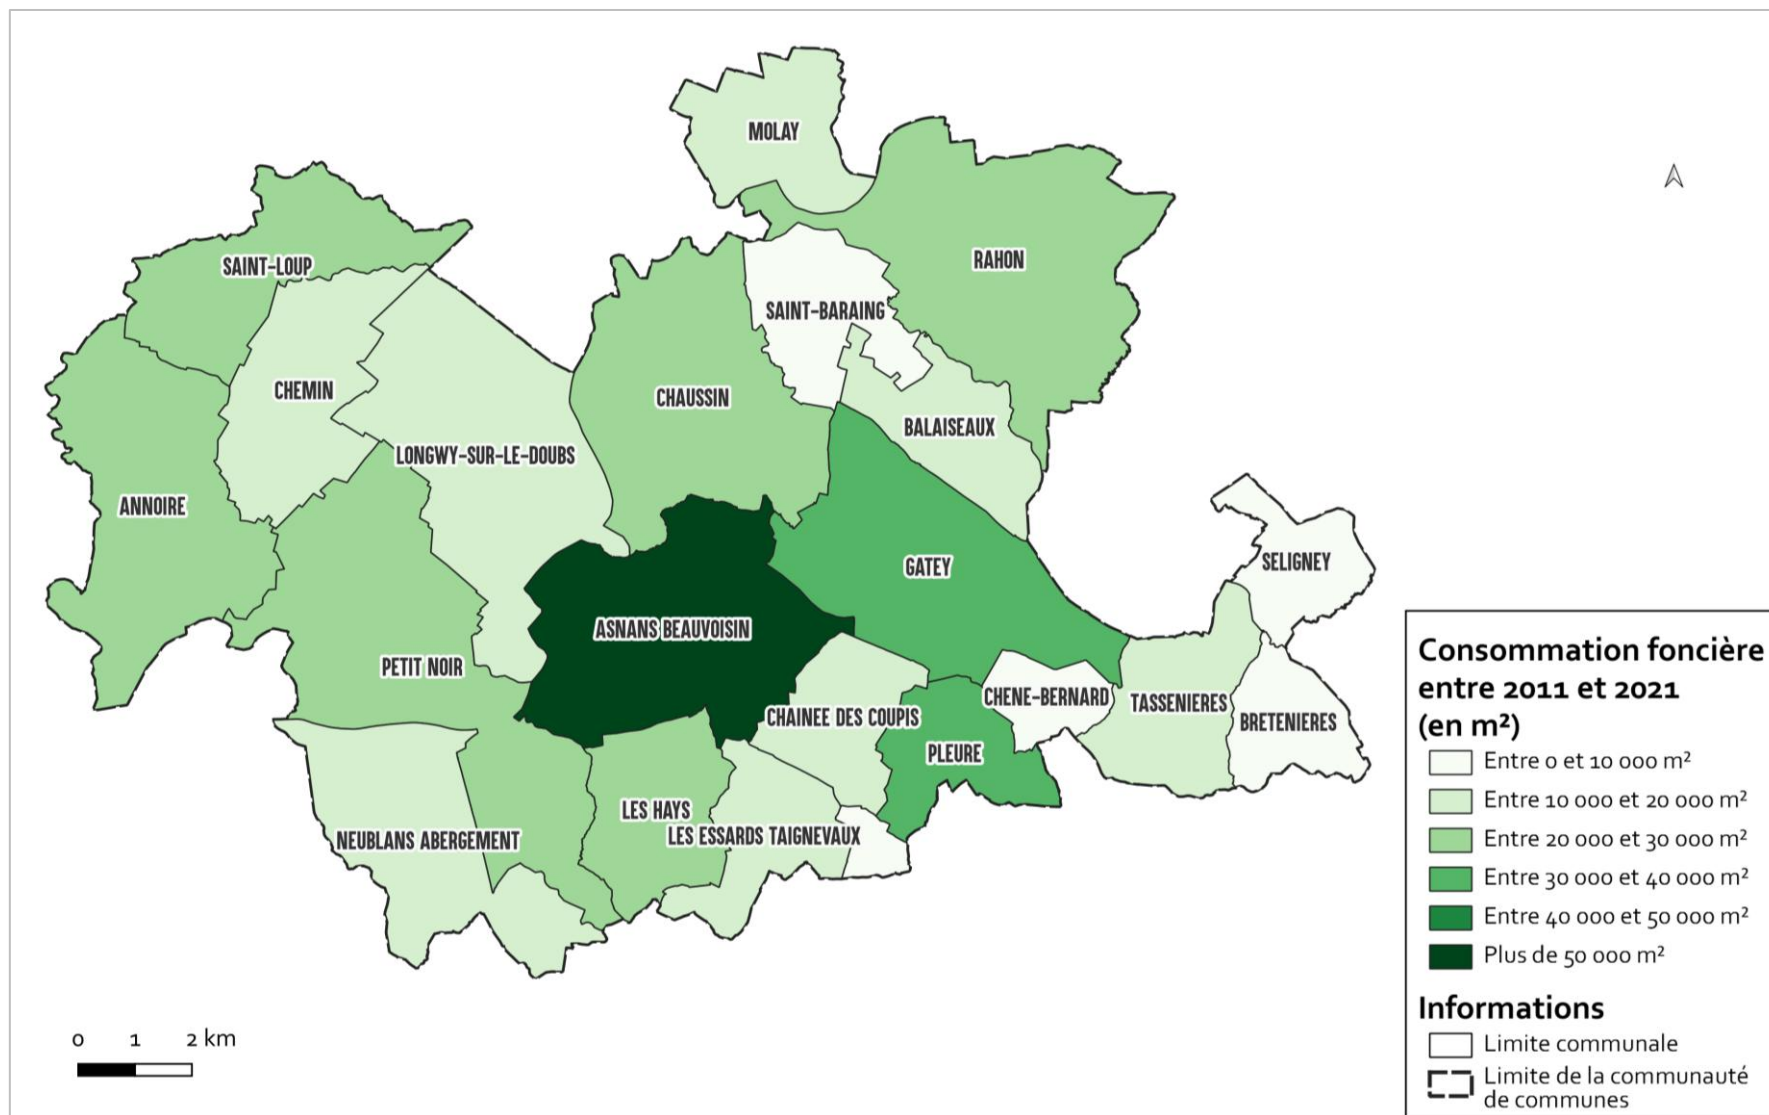 MOLAY
RAHON
SAINT-LOUP
SAINT-BARAING
CHEMIN
CHAUSSIN
BALAISEAUX
LONGWY-SUR-LE-DOUBS
ANNOIRE
SELIGNEY
GATEY
ASNANS BEAUVOISIN
PETIT NOIR
CHENE-BERNARD
TASSENIERES
CHAINEE DES COUPIS
BRETENIERES
PLEURE
LES HAYS
LES ESSARDS TAIGNEVAUX
NEUBLANS ABERGEMENT
Consommation foncière
entre 2011 et 2021
(en m²)
Entre 0 et 10 000 m²
Entre 10 000 et 20 000 m²
Entre 20 000 et 30 000 m²
Entre 30 000 et 40 000 m²
Entre 40 000 et 50 000 m²
Plus de 50 000 m²
Informations
Limite communale
Limite de la communauté
de communes
0 1 2 km